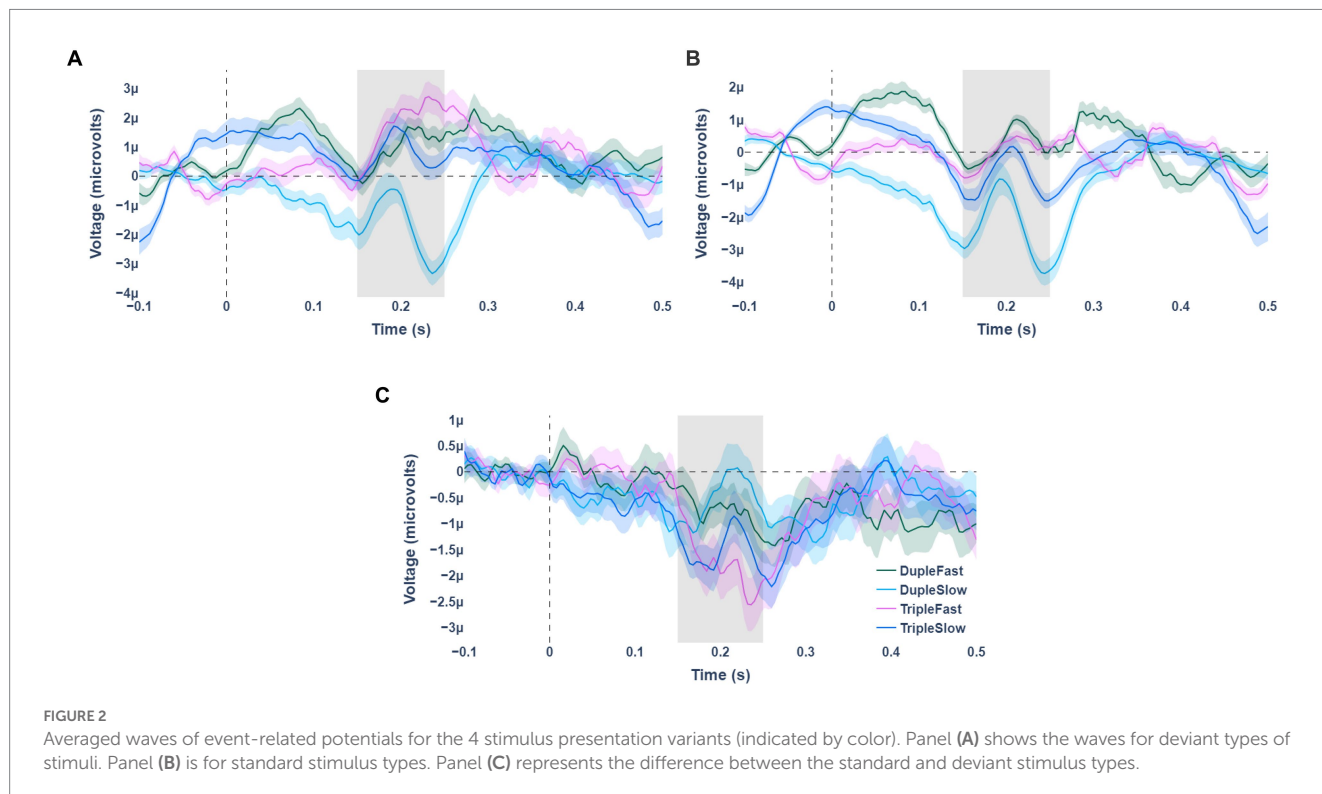 A
3μ
2μ
1μ
0
−1μ
−2μ
−3μ
−4μ
Voltage (microvolts)
−0.1 0 0.1 0.2 0.3 0.4 0.5
Time (s)
B
2μ
1μ
0
−1μ
−2μ
−3μ
−4μ
Voltage (microvolts)
−0.1 0 0.1 0.2 0.3 0.4 0.5
Time (s)
C
1μ
0.5μ
0
−0.5μ
−1μ
−1.5μ
−2μ
−2.5μ
−3μ
Voltage (microvolts)
DupleFast
DupleSlow
TripleFast
TripleSlow
−0.1 0 0.1 0.2 0.3 0.4 0.5
Time (s)
FIGURE 2
Averaged waves of event-related potentials for the 4 stimulus presentation variants (indicated by color). Panel (A) shows the waves for deviant types of
stimuli. Panel (B) is for standard stimulus types. Panel (C) represents the difference between the standard and deviant stimulus types.